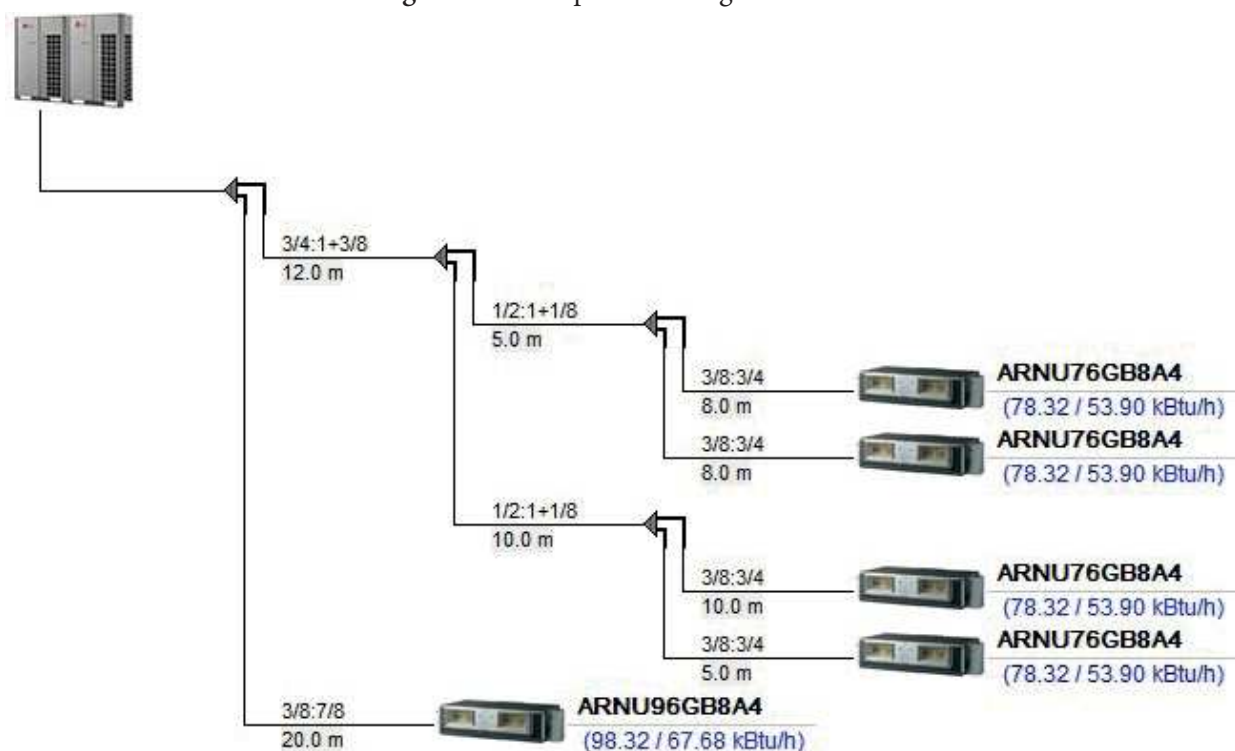 3/4:1+3/8
12.0 m
1/2:1+1/8
5.0 m
3/8:3/4
8.0 m
ARNU76GB8A4
(78.32 / 53.90 kBtu/h)
3/8:3/4
8.0 m
ARNU76GB8A4
(78.32 / 53.90 kBtu/h)
1/2:1+1/8
10.0 m
3/8:3/4
10.0 m
ARNU76GB8A4
(78.32 / 53.90 kBtu/h)
3/8:3/4
5.0 m
ARNU76GB8A4
(78.32 / 53.90 kBtu/h)
3/8:7/8
20.0 m
ARNU96GB8A4
(98.32 / 67.68 kBtu/h)